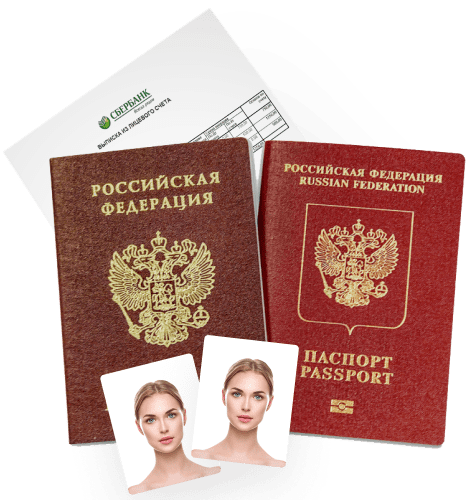 СБЕРБАНК
ВЫПИСКА ИЗ ЛИЦЕВОГО СЧЕТА
РОССИЙСКАЯ
ФЕДЕРАЦИЯ
РОССИЙСКАЯ ФЕДЕРАЦИЯ
RUSSIAN FEDERATION
ПАСПОРТ
PASSPORT